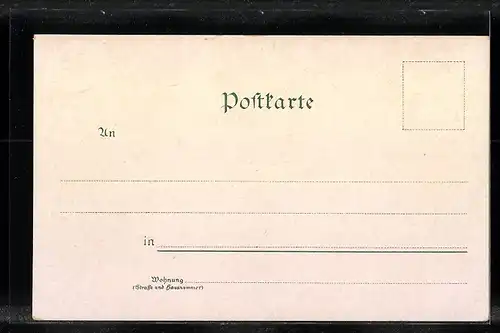 Postkarte
An
in
Wohnung
(Straße und Hausnummer)